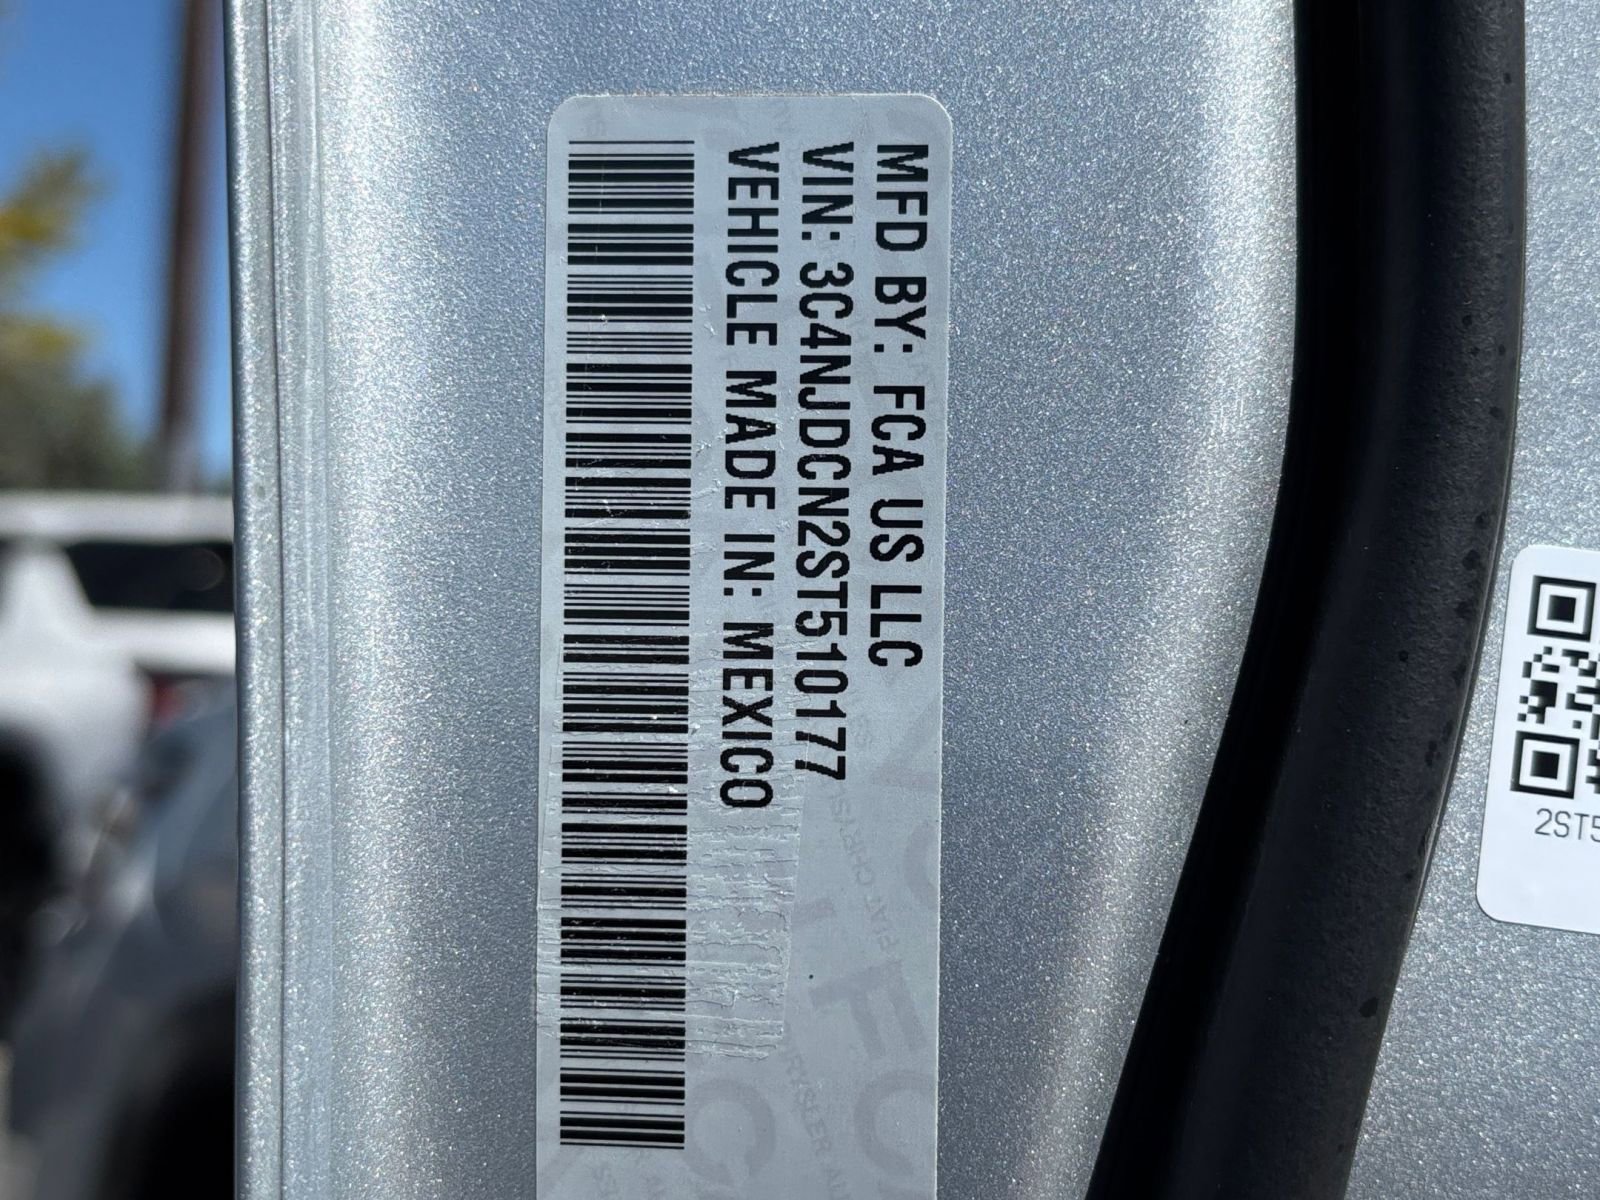 MFD BY: FCA US LLC
VIN: 3C4NJDCN2ST510177
VEHICLE MADE IN: MEXICO
2ST5